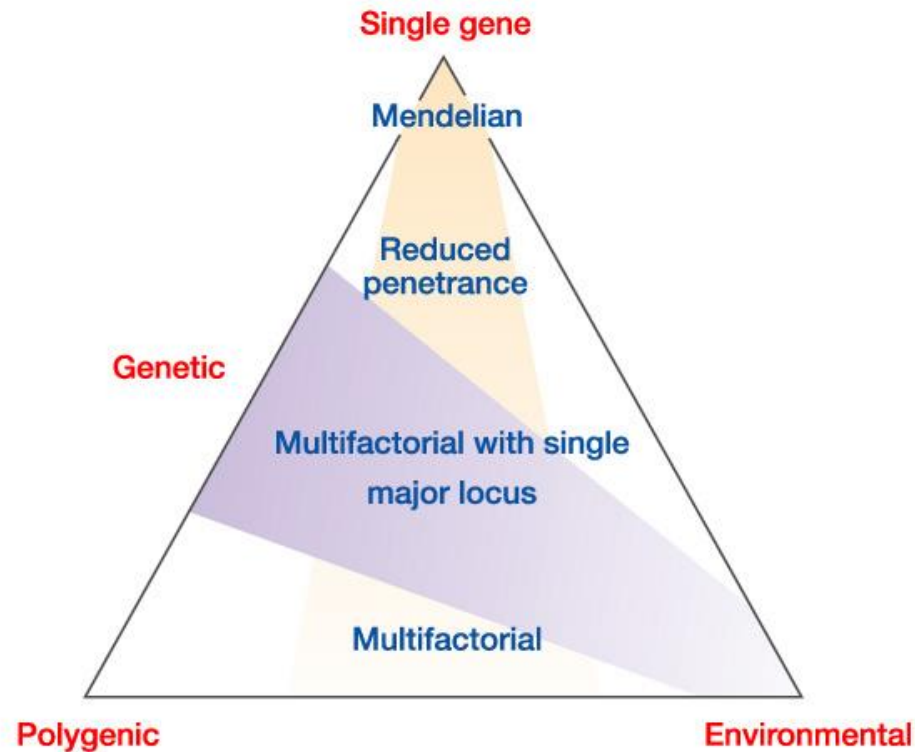 Single gene
Mendelian
Reduced
penetrance
Genetic
Multifactorial with single
major locus
Multifactorial
Polygenic
Environmental